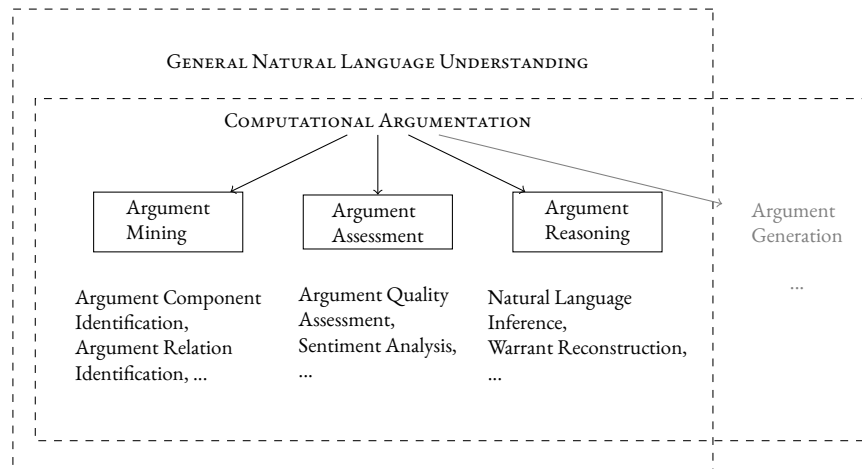 GENERAL NATURAL LANGUAGE UNDERSTANDING
COMPUTATIONAL ARGUMENTATION
Argument
Mining
Argument
Assessment
Argument
Reasoning
Argument
Generation
...
Argument Component
Identification,
Argument Relation
Identification, ...
Argument Quality
Assessment,
Sentiment Analysis,
...
Natural Language
Inference,
Warrant Reconstruction,
...